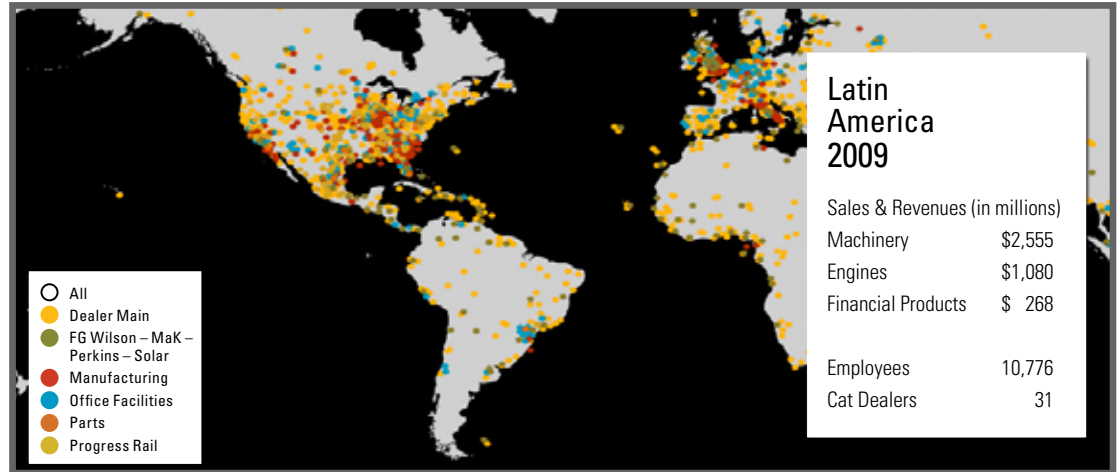 Latin
America
2009
Sales & Revenues (in millions)
Machinery $2,555
Engines $1,080
Financial Products $ 268
Employees 10,776
Cat Dealers 31
All
Dealer Main
FG Wilson – MaK –
Perkins – Solar
Manufacturing
Office Facilities
Parts
Progress Rail